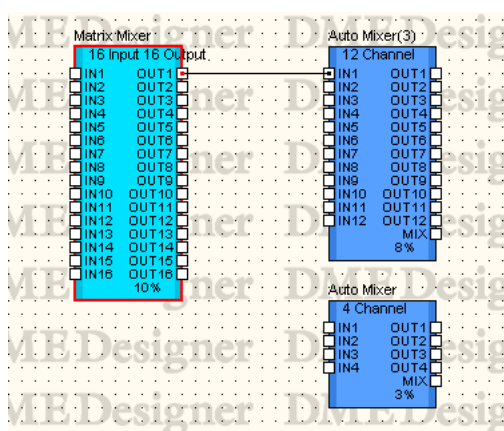 Matrix Mixer
16 Input 16 Output
IN1 OUT1
IN2 OUT2
IN3 OUT3
IN4 OUT4
IN5 OUT5
IN6 OUT6
IN7 OUT7
IN8 OUT8
IN9 OUT9
IN10 OUT10
IN11 OUT11
IN12 OUT12
IN13 OUT13
IN14 OUT14
IN15 OUT15
IN16 OUT16
10%
Auto Mixer(3)
12 Channel
IN1 OUT1
IN2 OUT2
IN3 OUT3
IN4 OUT4
IN5 OUT5
IN6 OUT6
IN7 OUT7
IN8 OUT8
IN9 OUT9
IN10 OUT10
IN11 OUT11
IN12 OUT12
MIX
8%
Auto Mixer
4 Channel
IN1 OUT1
IN2 OUT2
IN3 OUT3
IN4 OUT4
MIX
3%
DME Designer